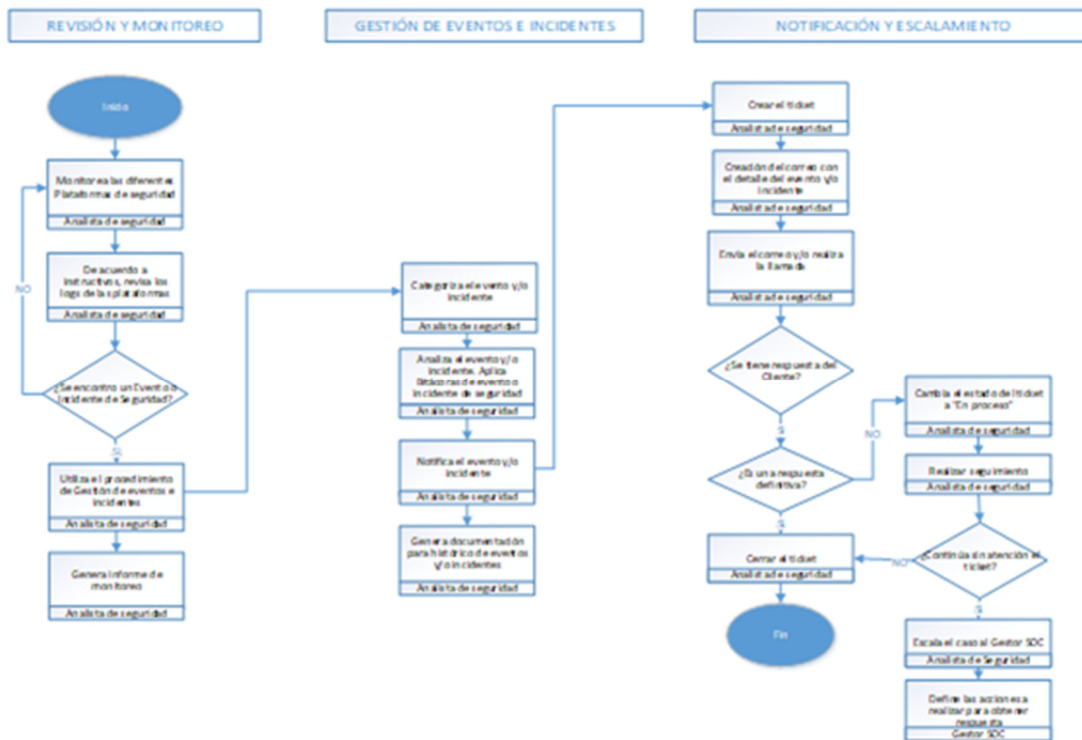 REVISIÓN Y MONITOREO
Inicio
Monitorea las diferentes
Plataformas de seguridad
Analista de seguridad
De acuerdo a
instructivos, revisa los
logs de las plataformas
Analista de seguridad
NO
¿Se encontro un Evento o
Incidente de Seguridad?
SI
Utiliza el procedimiento
de Gestión de eventos e
incidentes
Analista de seguridad
Genera informe de
monitoreo
Analista de seguridad
GESTIÓN DE EVENTOS E INCIDENTES
Categoriza el evento y/o
incidente
Analista de seguridad
Analiza el evento y/o
incidente. Aplica
Bitácoras de evento o
incidente de seguridad
Analista de seguridad
Notifica el evento y/o
incidente
Analista de seguridad
Genera documentación
para histórico de eventos
y/o incidentes
Analista de seguridad
NOTIFICACIÓN Y ESCALAMIENTO
Crear el ticket
Analista de seguridad
Creación del correo con
el detalle del evento y/o
Incidente
Analista de seguridad
Envía el correo y/o realiza
la llamada
Analista de seguridad
¿Se tiene respuesta del
Cliente?
SI
¿Es una respuesta
definitiva?
SI
NO
Cerrar el ticket
Analista de seguridad
Fin
Cambia el estado del ticket
a "En proceso"
Analista de seguridad
Realizar seguimiento
Analista de seguridad
¿Continúa sin atención el
ticket?
NO
SI
Escala el caso al Gestor SOC
Analista de Seguridad
Define las acciones a
realizar para obtener
respuesta
Gestor SOC